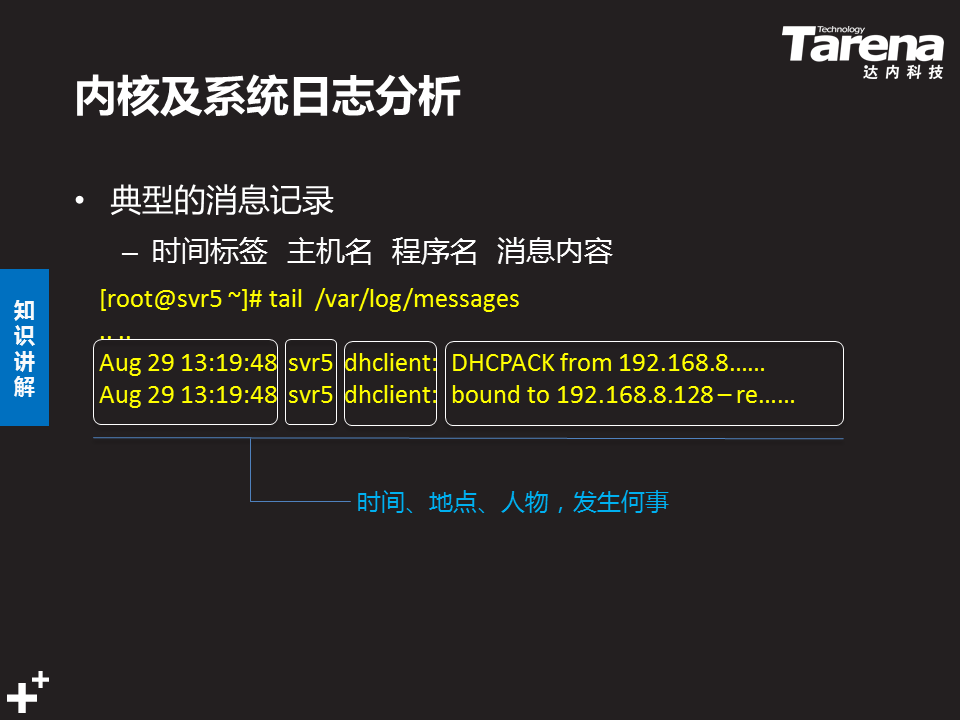 Technology
Tarena
达内科技
内核及系统日志分析
• 典型的消息记录
– 时间标签 主机名 程序名 消息内容
知识讲解
[root@svr5 ~]# tail /var/log/messages
.. ..
Aug 29 13:19:48 svr5 dhclient: DHCPACK from 192.168.8……
Aug 29 13:19:48 svr5 dhclient: bound to 192.168.8.128 – re……
时间、地点、人物，发生何事